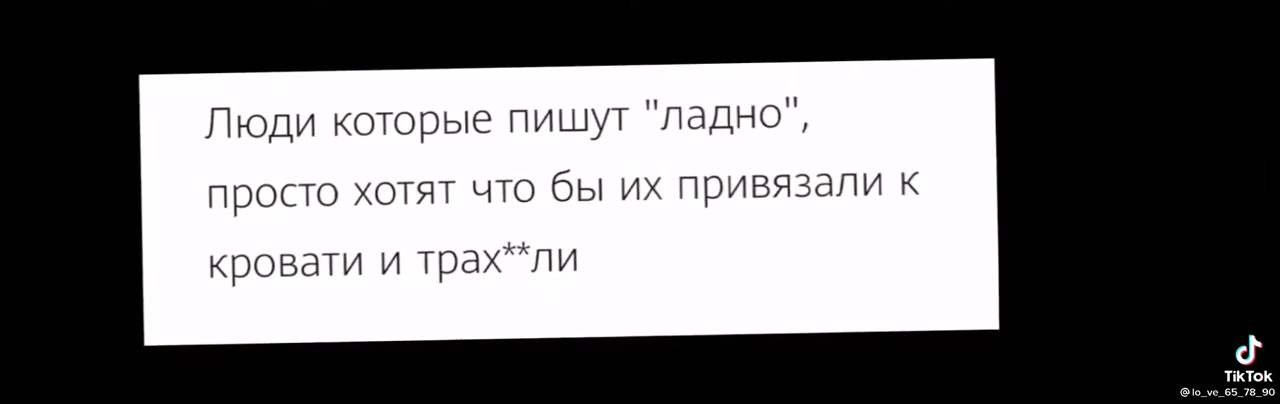 Люди которые пишут "ладно",
просто хотят что бы их привязали к
кровати и трах**ли
TikTok
@lo_ve_65_78_90